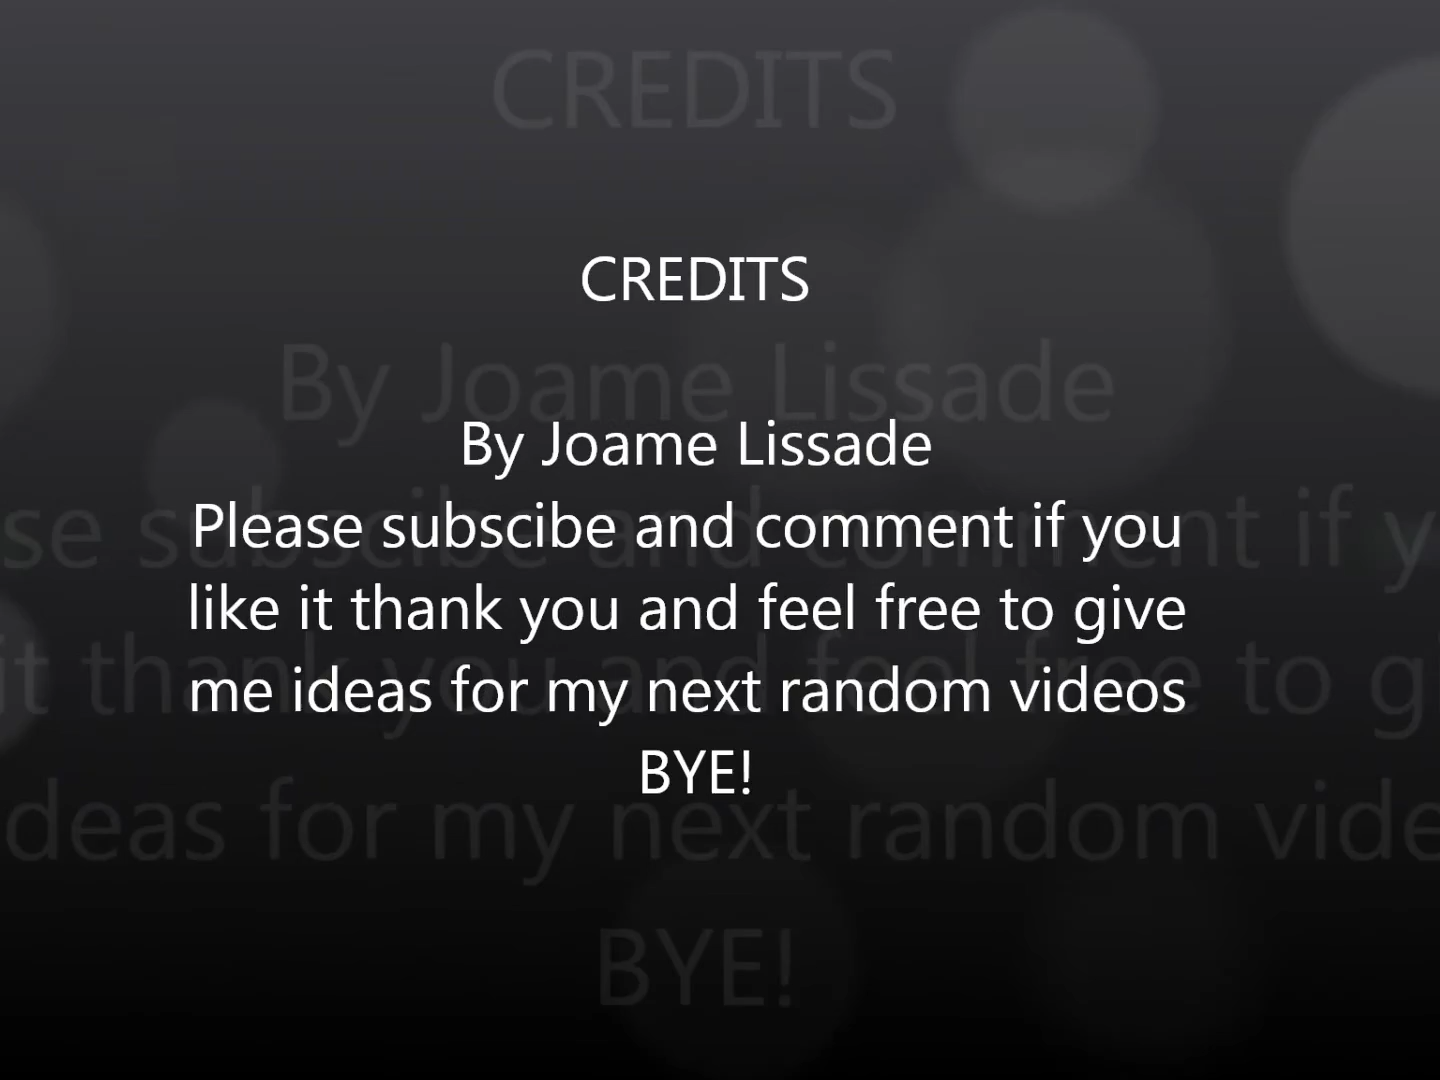 CREDITS
By Joame Lissade
Please subscibe and comment if you
like it thank you and feel free to give
me ideas for my next random videos
BYE!